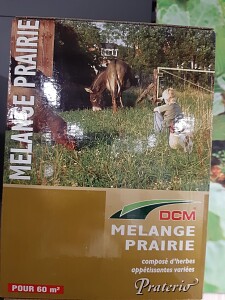 MELANGE PRAIRIE
DCM
MELANGE
PRAIRIE
composé d'herbes
appétissantes variées
POUR 60 m²
Praterio